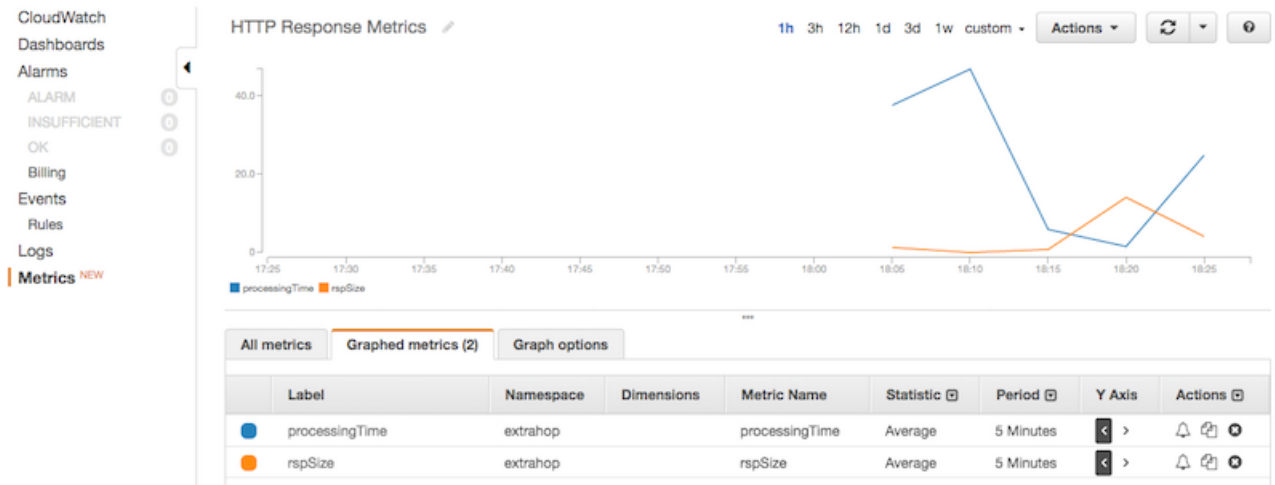 CloudWatch
Dashboards
Alarms
ALARM 0
INSUFFICIENT 0
OK 0
Billing
Events
Rules
Logs
Metrics NEW
HTTP Response Metrics
1h 3h 12h 1d 3d 1w custom Actions
40.0
20.0
0
17:25 17:30 17:35 17:40 17:45 17:50 17:55 18:00 18:05 18:10 18:15 18:20 18:25
processingTime rspSize
All metrics Graphed metrics (2) Graph options
Label Namespace Dimensions Metric Name Statistic Period Y Axis Actions
processingTime extrahop processingTime Average 5 Minutes < >
rspSize extrahop rspSize Average 5 Minutes < >